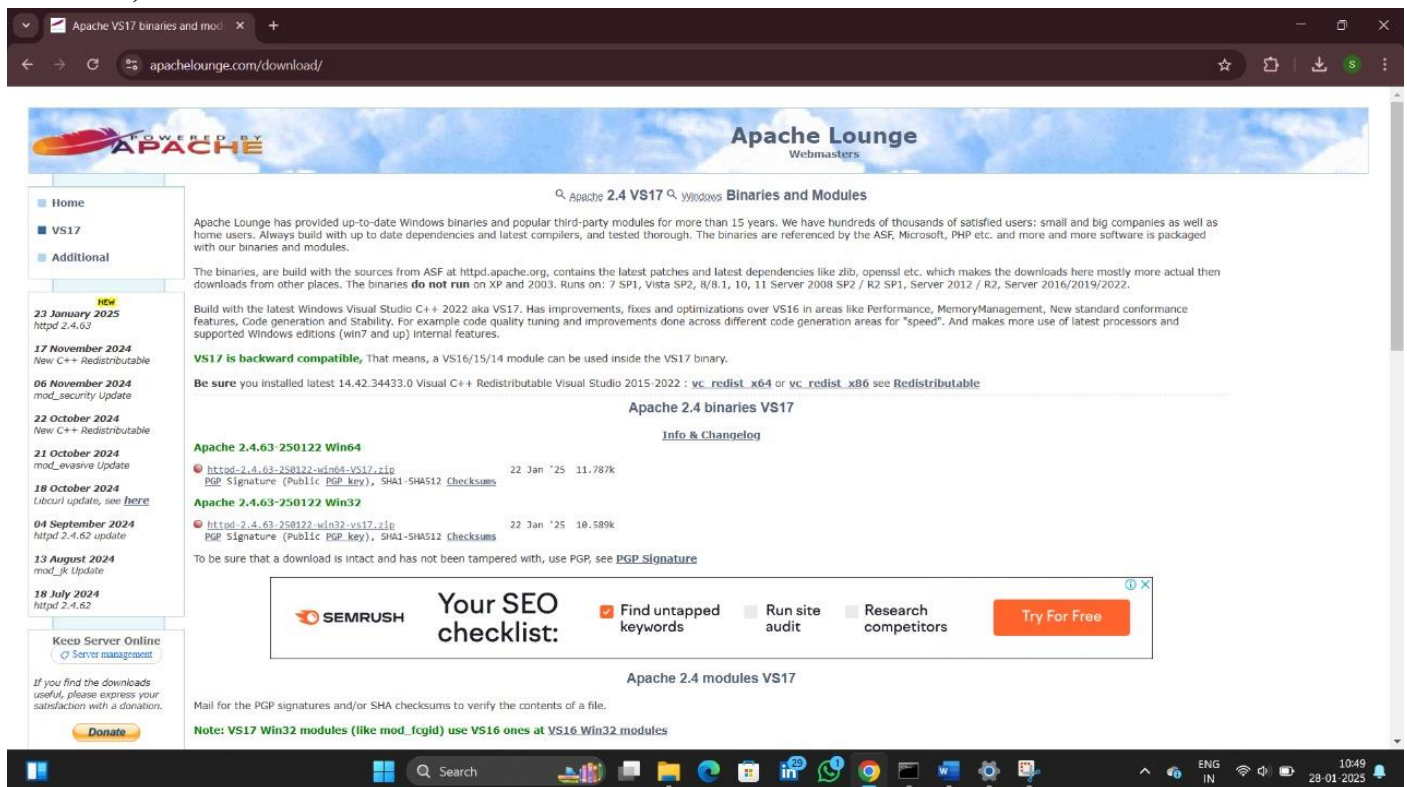 Apache VS17 binaries and mod
apachelounge.com/download/
S
POWERED BY
APACHE
Apache Lounge
Webmasters
Home
VS17
Additional
NEW
23 January 2025
httpd 2.4.63
17 November 2024
New C++ Redistributable
06 November 2024
mod_security Update
22 October 2024
New C++ Redistributable
21 October 2024
mod_evasive Update
18 October 2024
Libcurl update, see here
04 September 2024
httpd 2.4.62 update
13 August 2024
mod_jk Update
18 July 2024
httpd 2.4.62
Keep Server Online
Server management
If you find the downloads
useful, please express your
satisfaction with a donation.
Donate
Apache 2.4 VS17 Windows Binaries and Modules
Apache Lounge has provided up-to-date Windows binaries and popular third-party modules for more than 15 years. We have hundreds of thousands of satisfied users: small and big companies as well as
home users. Always build with up to date dependencies and latest compilers, and tested thorough. The binaries are referenced by the ASF, Microsoft, PHP etc. and more and more software is packaged
with our binaries and modules.
The binaries, are build with the sources from ASF at httpd.apache.org, contains the latest patches and latest dependencies like zlib, openssl etc. which makes the downloads here mostly more actual then
downloads from other places. The binaries do not run on XP and 2003. Runs on: 7 SP1, Vista SP2, 8/8.1, 10, 11 Server 2008 SP2 / R2 SP1, Server 2012 / R2, Server 2016/2019/2022.
Build with the latest Windows Visual Studio C++ 2022 aka VS17. Has improvements, fixes and optimizations over VS16 in areas like Performance, MemoryManagement, New standard conformance
features, Code generation and Stability. For example code quality tuning and improvements done across different code generation areas for "speed". And makes more use of latest processors and
supported Windows editions (win7 and up) internal features.
VS17 is backward compatible, That means, a VS16/15/14 module can be used inside the VS17 binary.
Be sure you installed latest 14.42.34433.0 Visual C++ Redistributable Visual Studio 2015-2022 : vc_redist_x64 or vc_redist_x86 see Redistributable
Apache 2.4 binaries VS17
Info & Changelog
Apache 2.4.63-250122 Win64
httpd-2.4.63-250122-win64-VS17.zip 22 Jan '25 11.787k
PGP Signature (Public PGP key), SHA1-SHA512 Checksums
Apache 2.4.63-250122 Win32
httpd-2.4.63-250122-win32-vs17.zip 22 Jan '25 10.589k
PGP Signature (Public PGP key), SHA1-SHA512 Checksums
To be sure that a download is intact and has not been tampered with, use PGP, see PGP Signature
SEMRUSH
Your SEO
checklist:
Find untapped
keywords
Run site
audit
Research
competitors
Try For Free
Apache 2.4 modules VS17
Mail for the PGP signatures and/or SHA checksums to verify the contents of a file.
Note: VS17 Win32 modules (like mod_fcgid) use VS16 ones at VS16 Win32 modules
Search
29
1
ENG
IN
10:49
28-01-2025